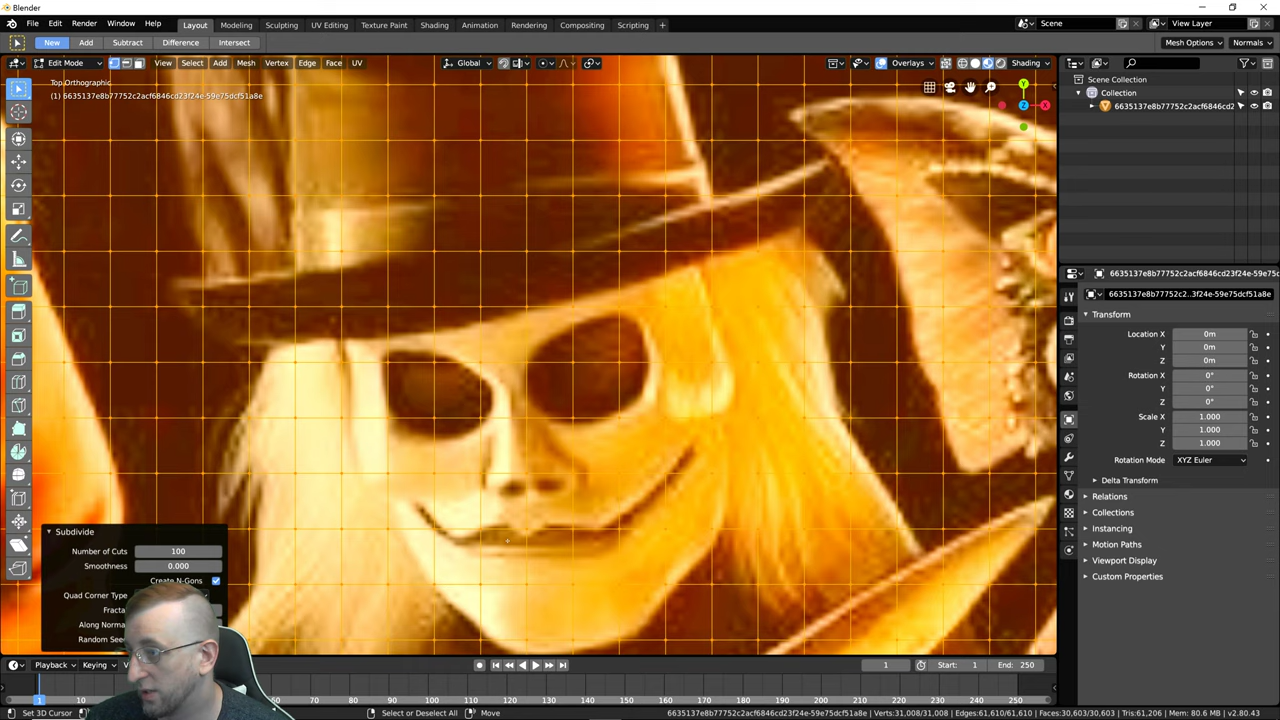 Blender
File Edit Render Window Help Layout Modeling Sculpting UV Editing Texture Paint Shading Animation Rendering Compositing Scripting Scene View Layer
New Add Subtract Difference Intersect Mesh Options Normals
Edit Mode View Select Add Mesh Vertex Edge Face UV Global Overlays Shading
Top Orthographic
(1) 6635137e8b77752c2acf6846cd23f24e-59e75dcf51a8e
Scene Collection
Collection
6635137e8b77752c2acf6846cd2
6635137e8b77752c2acf6846cd23f24e-59e75dcf51a8e
6635137e8b77752c2..3f24e-59e75dcf51a8e
Transform
Location X 0m
Y 0m
Z 0m
Rotation X 0°
Y 0°
Z 0°
Scale X 1.000
Y 1.000
Z 1.000
Rotation Mode XYZ Euler
Delta Transform
Relations
Collections
Instancing
Motion Paths
Viewport Display
Custom Properties
Subdivide
Number of Cuts 100
Smoothness 0.000
Create N-Gons
Quad Corner Type
Fracta
Along Norma
Random See
Playback Keying 1 Start: 1 End: 250
1 10 60 70 80 90 100 110 120 130 140 150 160 170 180 190 200 210 220 230 240 250
Set 3D Cursor Select or Deselect All Move 6635137e8b77752c2acf6846cd23f24e-59e75dcf51a8e | Verts:31,008/31,008 | Edges:61,610/61,610 | Faces:30,603/30,603 | Tris:61,206 | Mem: 80.6 MB | v2.80.43